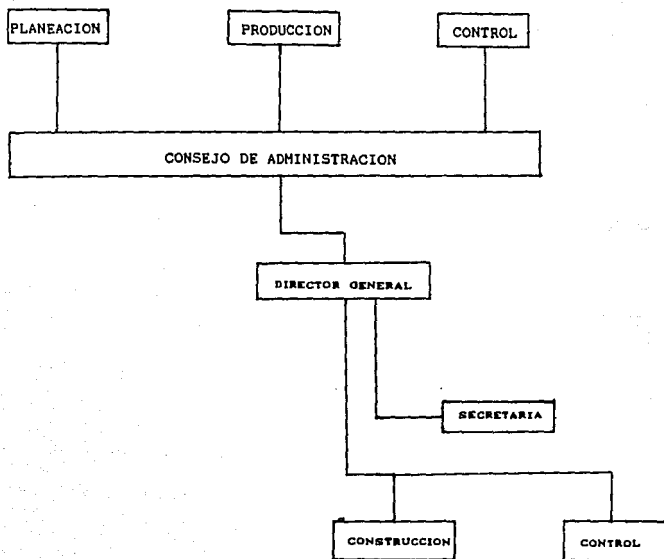 PLANEACION
PRODUCCION
CONTROL
CONSEJO DE ADMINISTRACION
DIRECTOR GENERAL
SECRETARIA
CONSTRUCCION
CONTROL